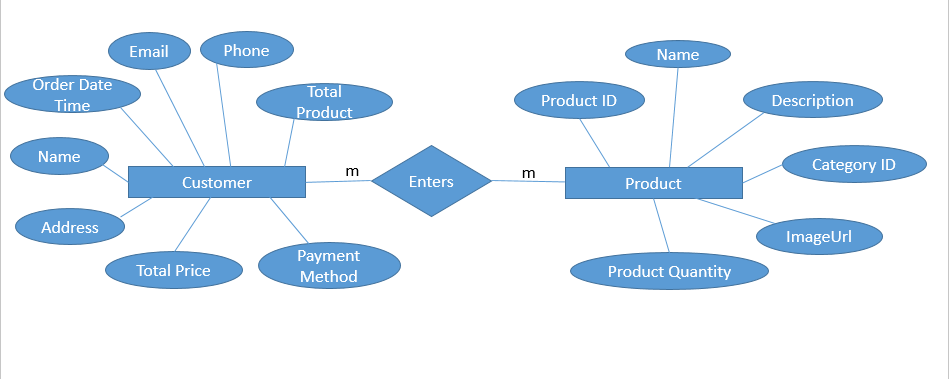 Email
Phone
Name
Order Date
Time
Total
Product
Product ID
Description
Name
Category ID
Customer
m
Enters
m
Product
Address
ImageUrl
Total Price
Payment
Method
Product Quantity